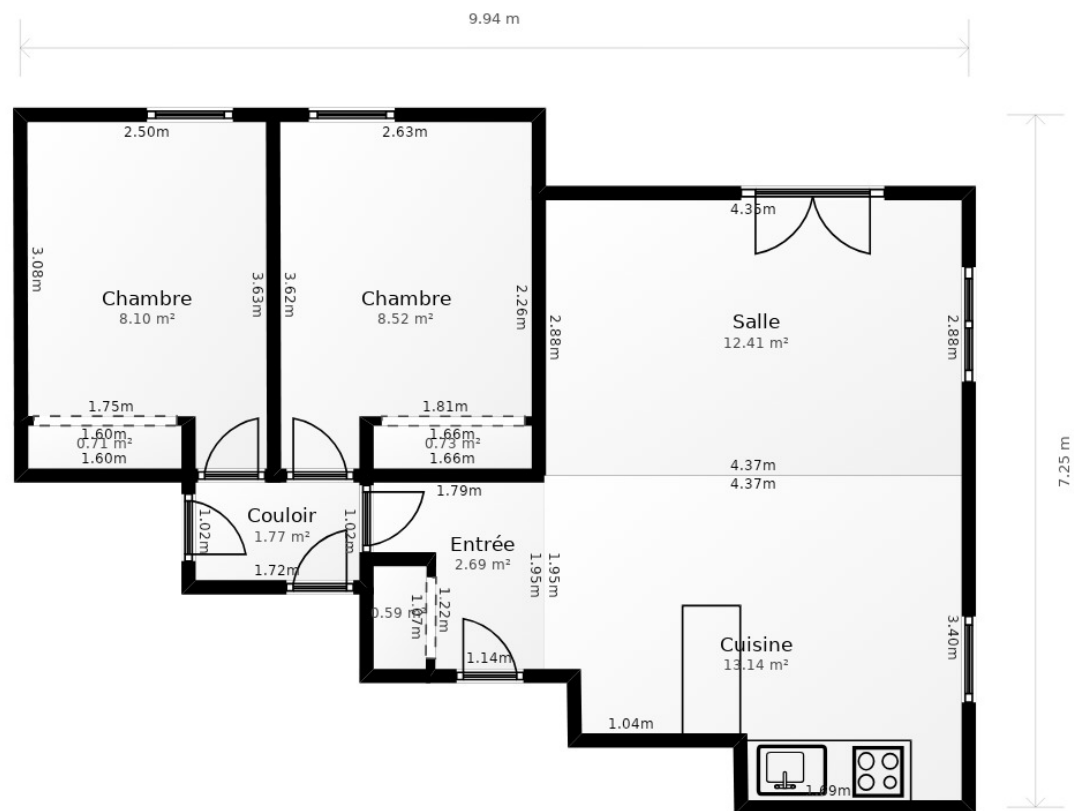 9.94 m
2.50m
2.63m
4.35m
3.08m
3.63m
3.62m
2.26m
2.88m
2.88m
7.25 m
Chambre
8.10 m²
Chambre
8.52 m²
Salle
12.41 m²
1.75m
1.81m
1.60m
0.71 m²
1.60m
1.66m
0.73 m²
1.66m
4.37m
4.37m
1.79m
Couloir
1.77 m²
1.02m
1.02m
1.72m
Entrée
2.69 m²
1.95m
1.95m
0.59 m²
1.07m
1.22m
1.14m
Cuisine
13.14 m²
3.40m
1.04m